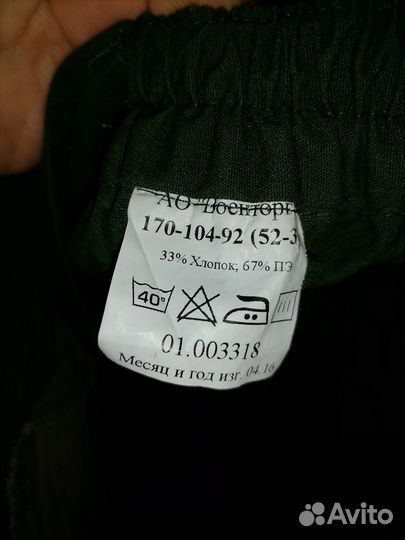 АО "Военторг
170-104-92 (52-3
33% Хлопок; 67% ПЭ
40°
01.003318
Месяц и год изг. 04.16
Avito